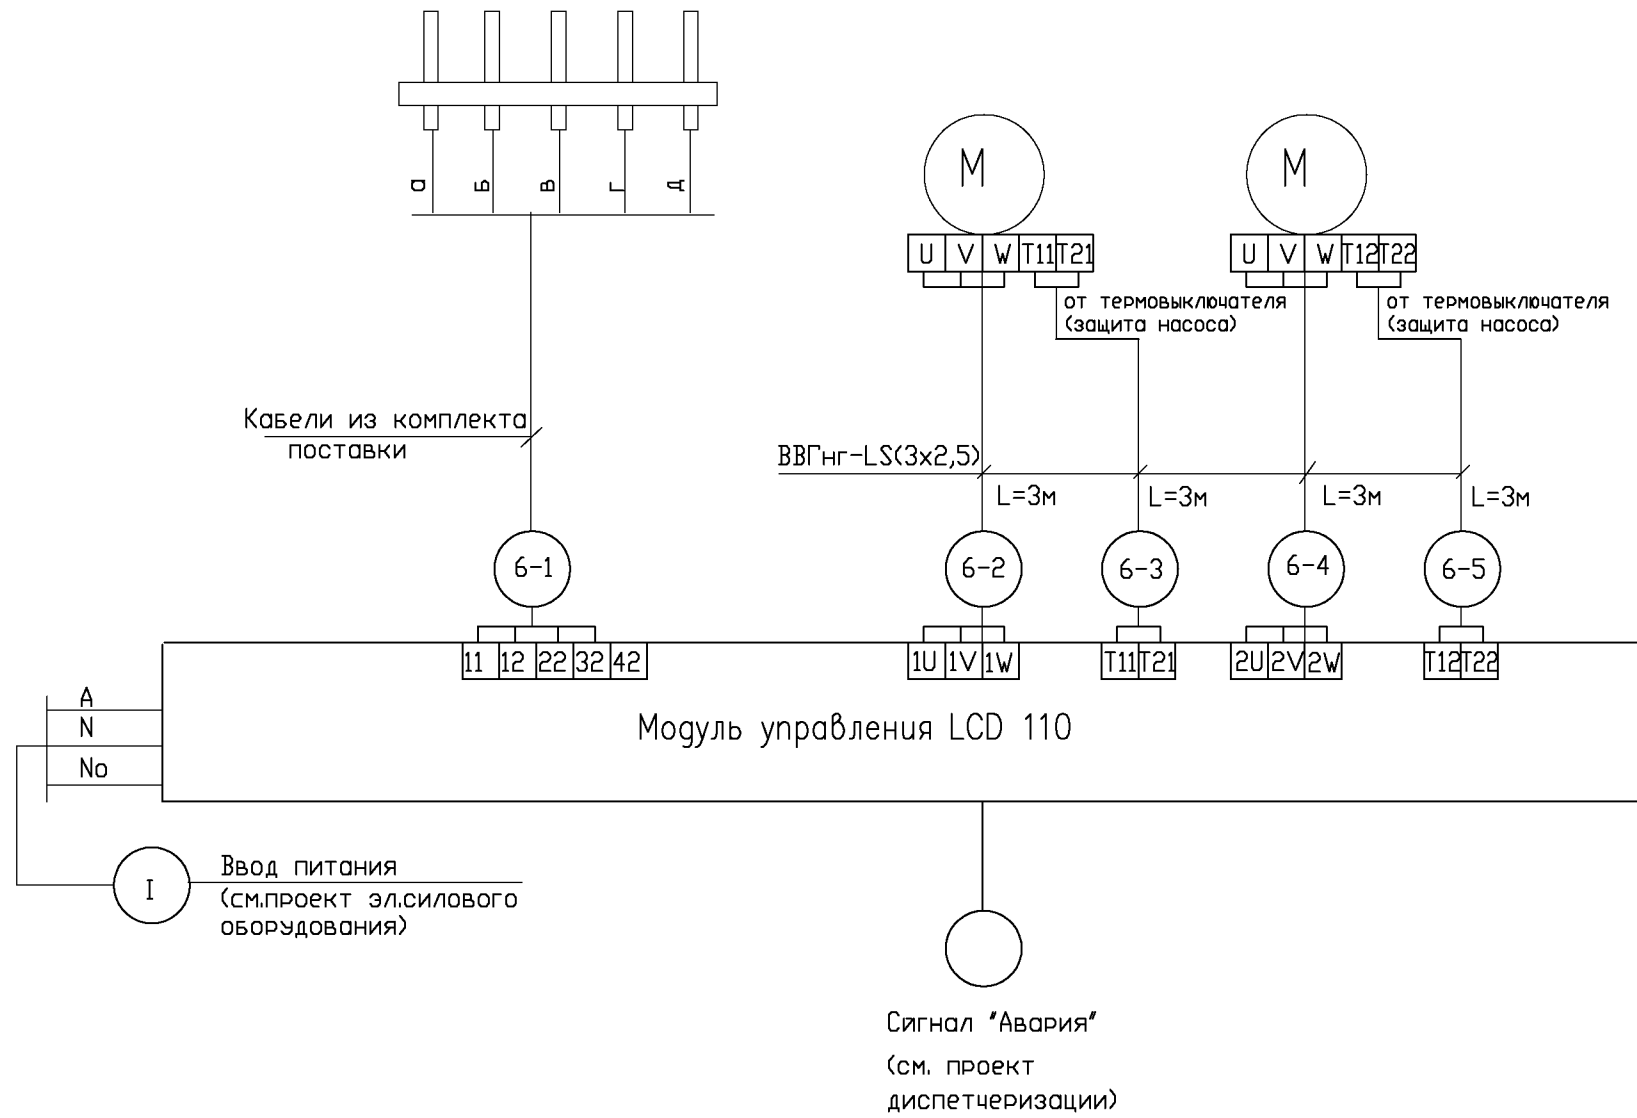 а Б В Г Д
М М
U V W T11 T21 U V W T12 T22
от термовыключателя
(защита насоса)
от термовыключателя
(защита насоса)
Кабели из комплекта
поставки
ВВГнг-LS(3х2,5)
L=3м L=3м L=3м L=3м
6-1 6-2 6-3 6-4 6-5
11 12 22 32 42 1U 1V 1W T11 T21 2U 2V 2W T12 T22
A
N
No
Модуль управления LCD 110
I
Ввод питания
(см.проект эл.силового
оборудования)
Сигнал "Авария"
(см. проект
диспетчеризации)